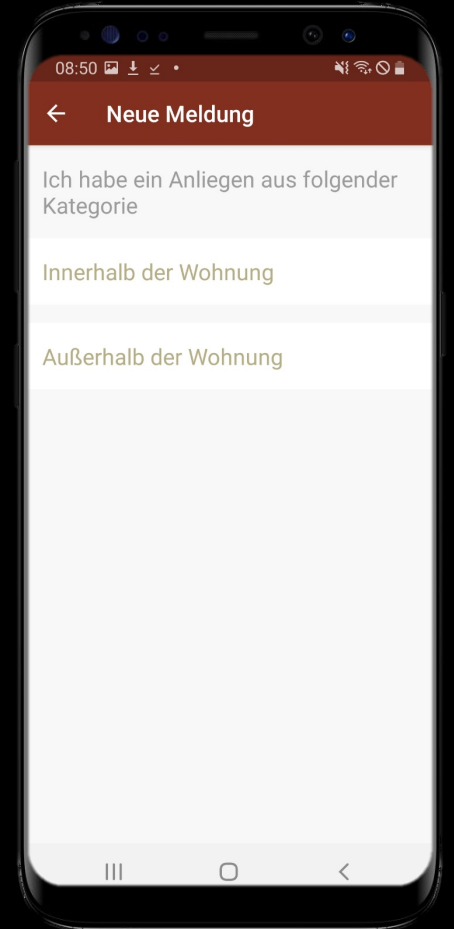 08:50
Neue Meldung
Ich habe ein Anliegen aus folgender
Kategorie
Innerhalb der Wohnung
Außerhalb der Wohnung